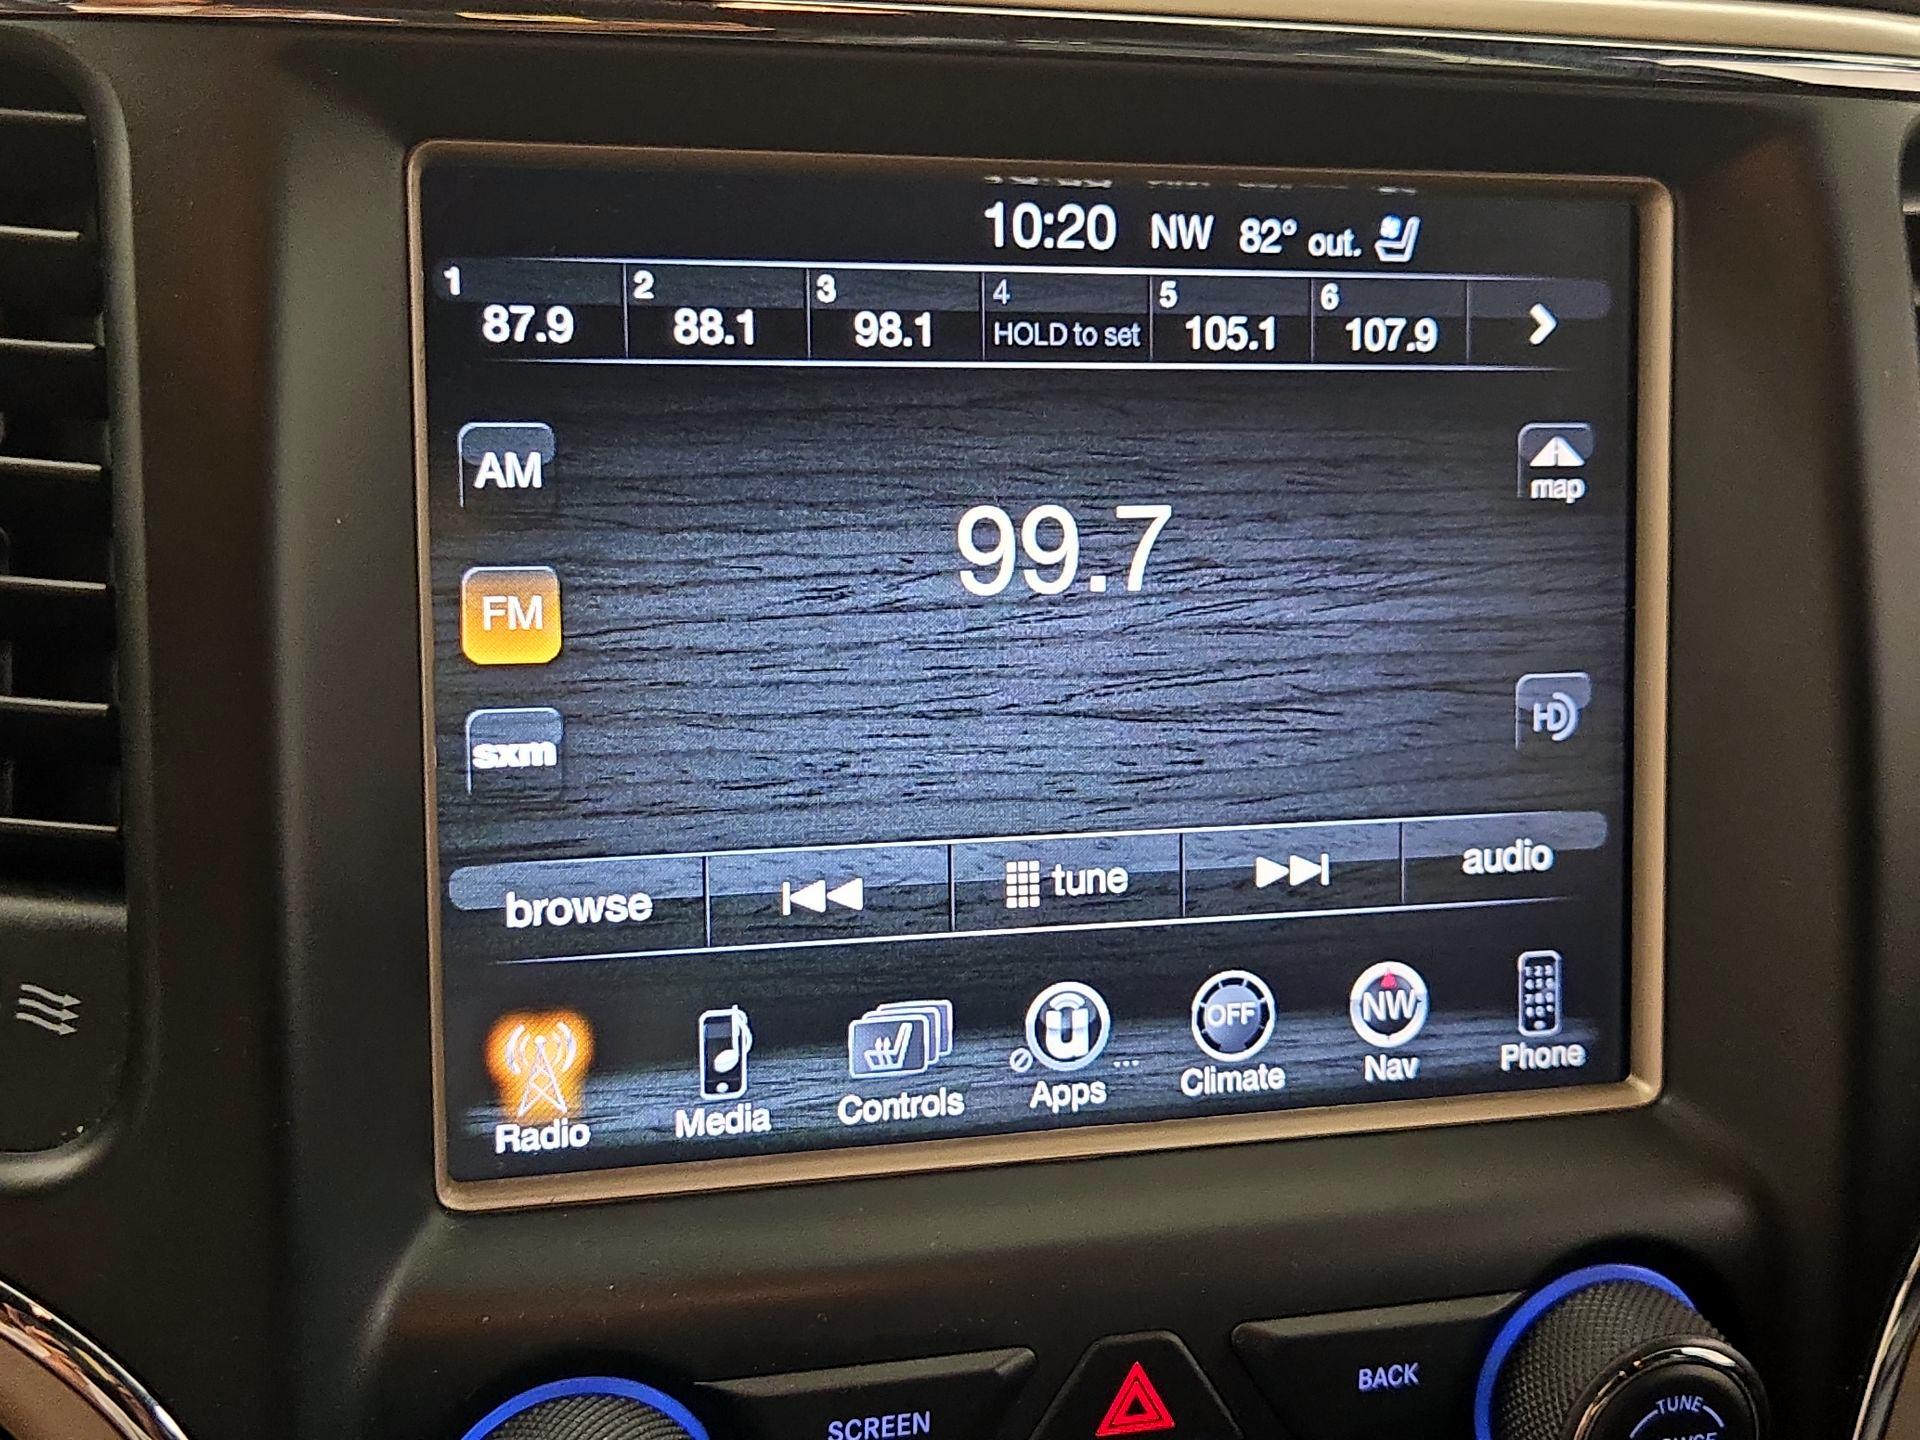 10:20 NW 82° out.
1 2 3 4 5 6
87.9 88.1 98.1 HOLD to set 105.1 107.9
AM
map
99.7
FM
HD
sxm
browse tune audio
OFF NW
Radio Media Controls Apps ... Climate Nav Phone
SCREEN BACK TUNE